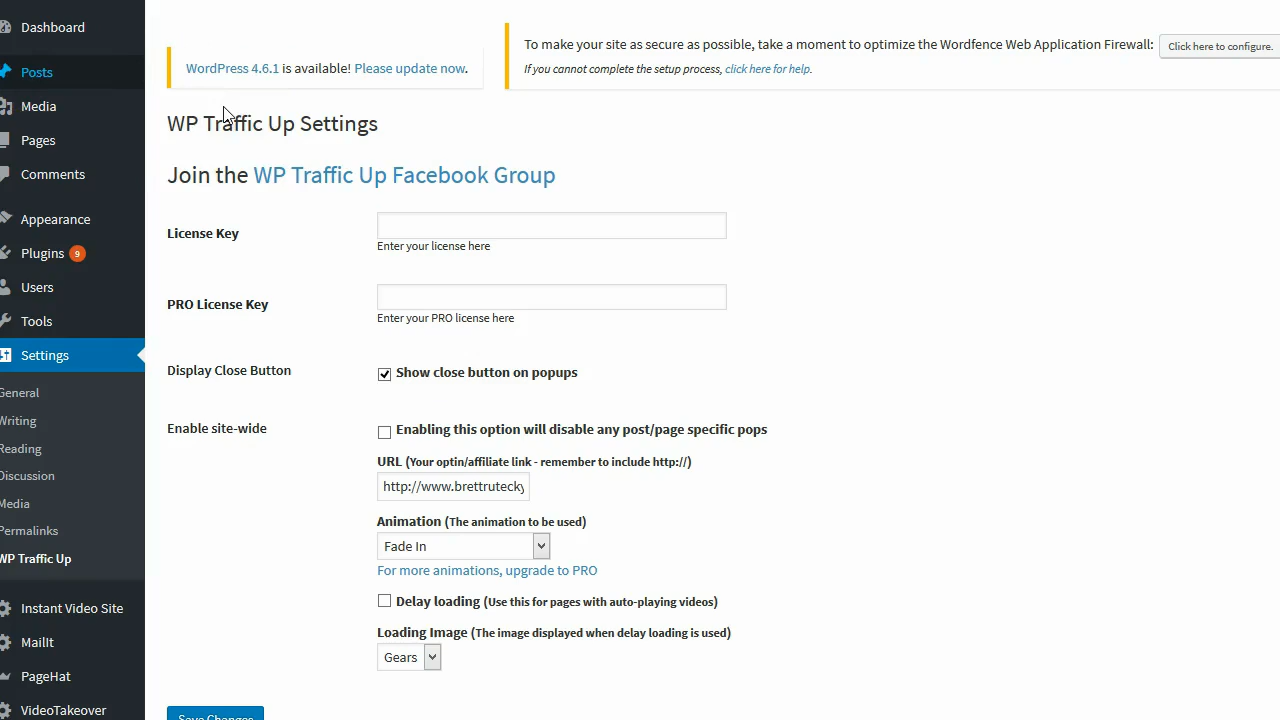 Dashboard
Posts
Media
Pages
Comments
Appearance
Plugins 9
Users
Tools
Settings
General
Writing
Reading
Discussion
Media
Permalinks
WP Traffic Up
Instant Video Site
MailIt
PageHat
VideoTakeover
WordPress 4.6.1 is available! Please update now.
To make your site as secure as possible, take a moment to optimize the Wordfence Web Application Firewall: Click here to configure.
If you cannot complete the setup process, click here for help.
WP Traffic Up Settings
Join the WP Traffic Up Facebook Group
License Key
Enter your license here
PRO License Key
Enter your PRO license here
Display Close Button
Show close button on popups
Enable site-wide
Enabling this option will disable any post/page specific pops
URL (Your optin/affiliate link - remember to include http://)
http://www.brettrutecky
Animation (The animation to be used)
Fade In
For more animations, upgrade to PRO
Delay loading (Use this for pages with auto-playing videos)
Loading Image (The image displayed when delay loading is used)
Gears
Save Changes